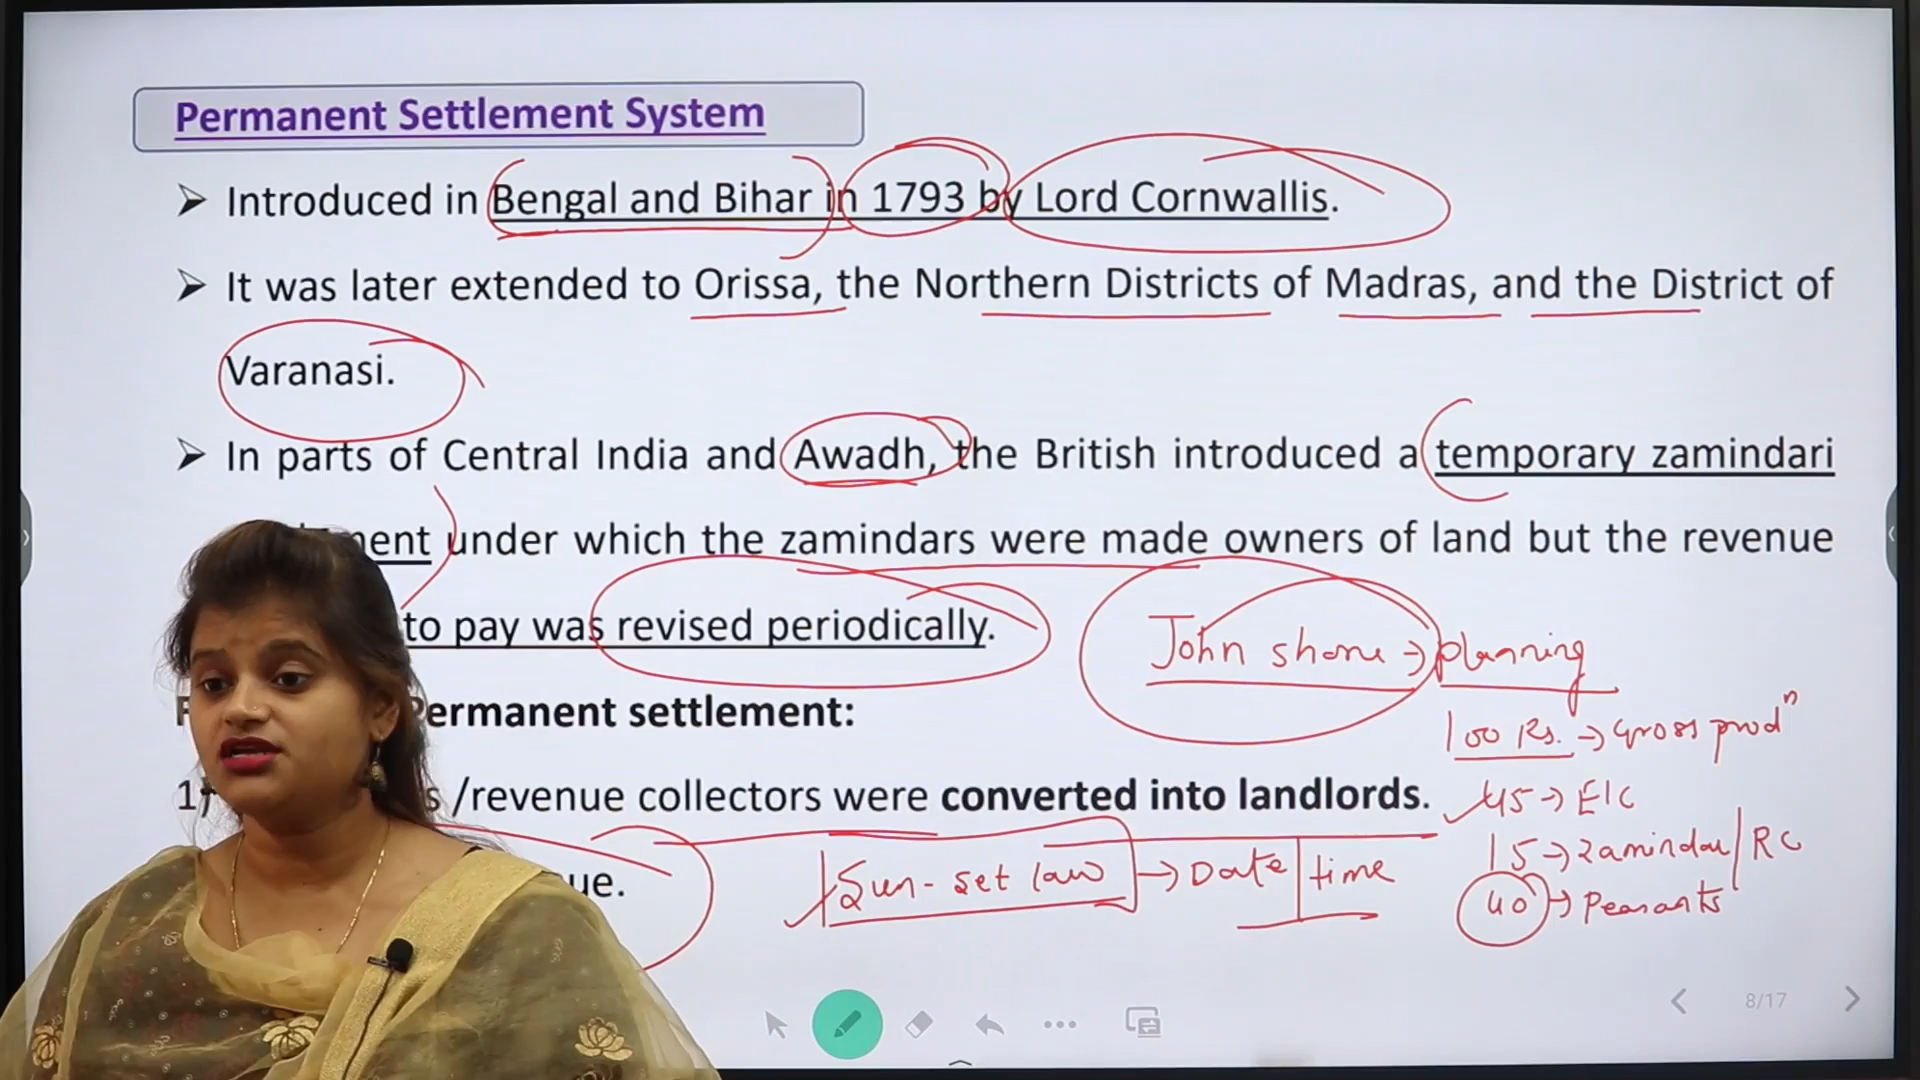 Permanent Settlement System
➢ Introduced in Bengal and Bihar in 1793 by Lord Cornwallis.
➢ It was later extended to Orissa, the Northern Districts of Madras, and the District of
Varanasi.
➢ In parts of Central India and Awadh, the British introduced a temporary zamindari
under which the zamindars were made owners of land but the revenue
to pay was revised periodically.
John shore → planning
ermanent settlement:
100 Rs. → Gross prodⁿ
1) /revenue collectors were converted into landlords.
45 → EIC
15 → zamindar/RC
Sun-set law → Date | time
40 → Peasants
8/17